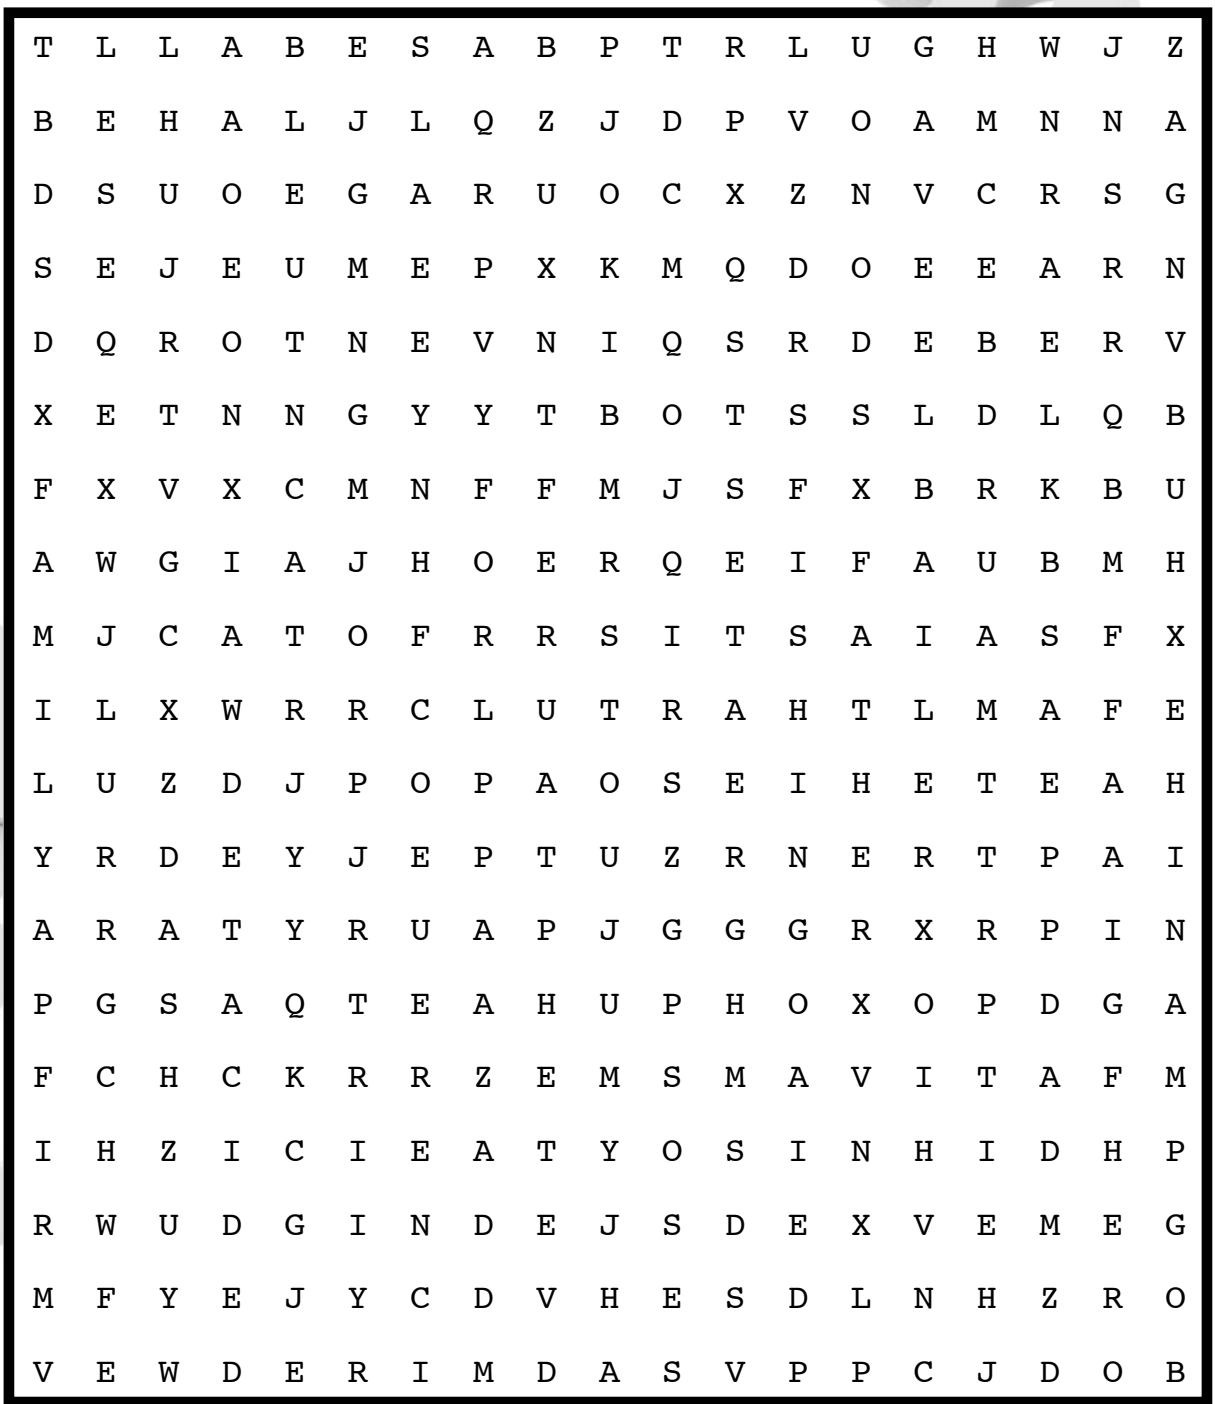 T L L A B E S A B P T R L U G H W J Z
B E H A L J L Q Z J D P V O A M N N A
D S U O E G A R U O C X Z N V C R S G
S E J E U M E P X K M Q D O E E A R N
D Q R O T N E V N I Q S R D E B E R V
X E T N N G Y Y T B O T S S L D L Q B
F X V X C M N F F M J S F X B R K B U
A W G I A J H O E R Q E I F A U B M H
M J C A T O F R R S I T S A I A S F X
I L X W R R C L U T R A H T L M A F E
L U Z D J P O P A O S E I H E T E A H
Y R D E Y J E P T U Z R N E R T P A I
A R A T Y R U A P J G G G R X R P I N
P G S A Q T E A H U P H O X O P D G A
F C H C K R R Z E M S M A V I T A F M
I H Z I C I E A T Y O S I N H I D H P
R W U D G I N D E J S D E X V E M E G
M F Y E J Y C D V H E S D L N H Z R O
V E W D E R I M D A S V P P C J D O B